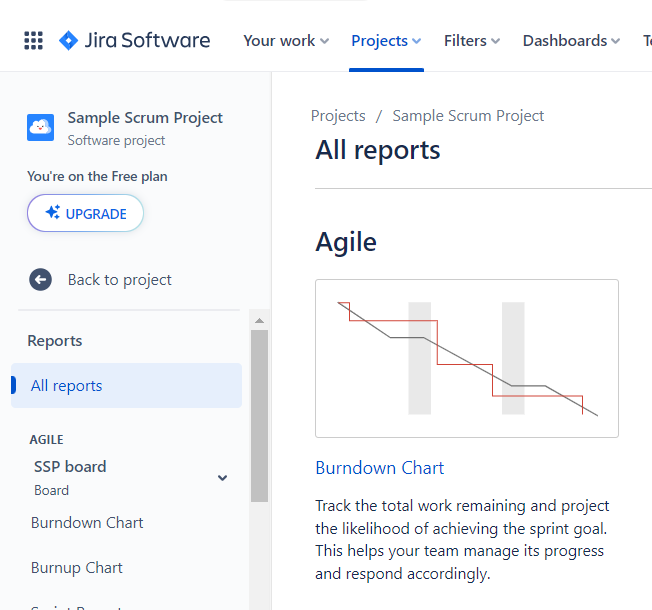 Jira Software Your work Projects Filters Dashboards
Sample Scrum Project
Software project
You're on the Free plan
UPGRADE
Back to project
Reports
All reports
AGILE
SSP board
Board
Burndown Chart
Burnup Chart
Projects / Sample Scrum Project
All reports
Agile
Burndown Chart
Track the total work remaining and project
the likelihood of achieving the sprint goal.
This helps your team manage its progress
and respond accordingly.